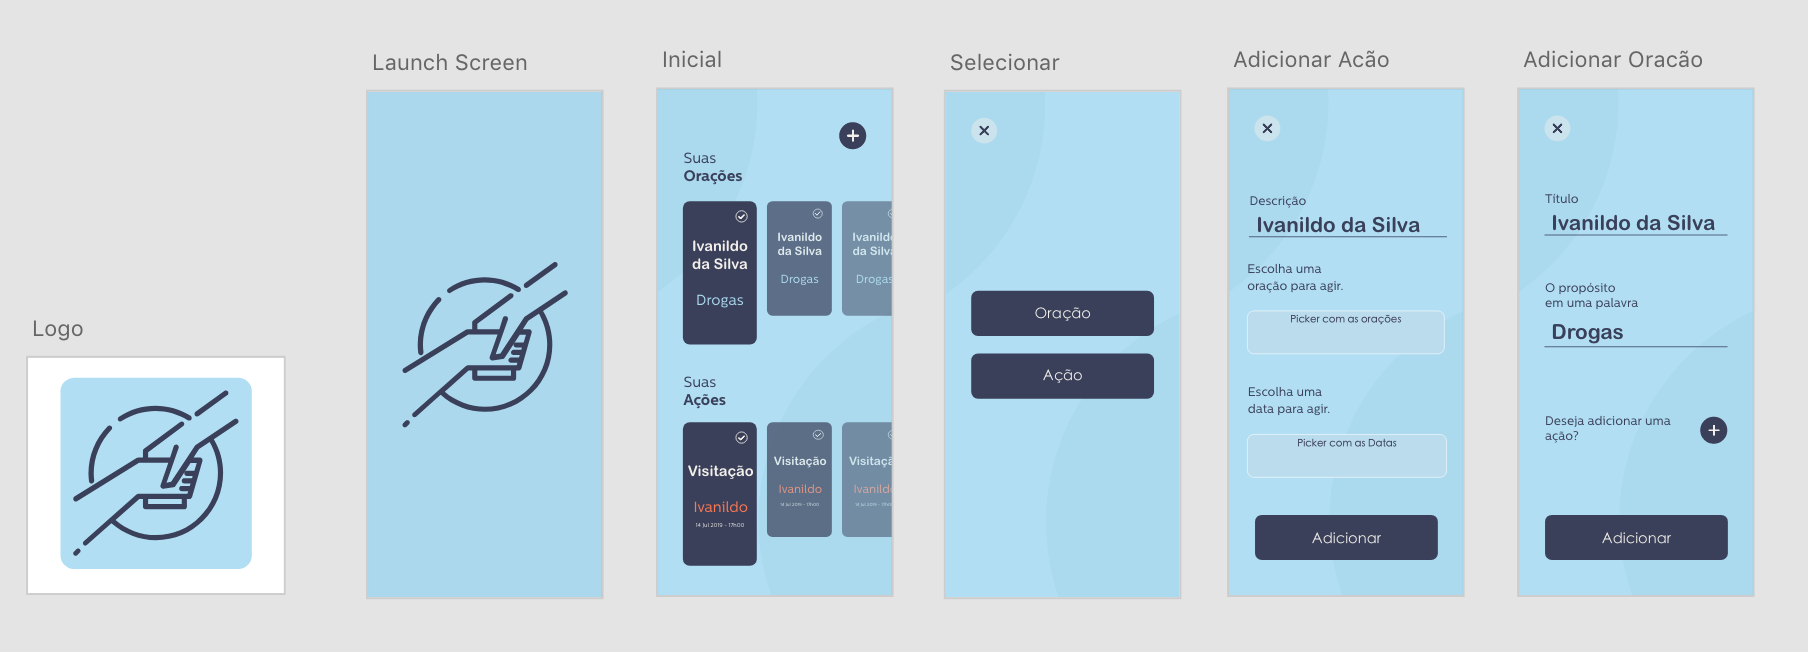 Logo
Launch Screen
Inicial
Suas
Orações
Ivanildo
da Silva
Drogas
Ivanildo
da Silva
Drogas
Ivanild
da Silva
Drogas
Suas
Ações
Visitação
Ivanildo
14 Jul 2019 - 17h00
Visitação
Ivanildo
14 Jul 2019 - 17h00
Visitaç
Ivanild
14 Jul 2019 - 17h00
Selecionar
Oração
Ação
Adicionar Acão
Descrição
Ivanildo da Silva
Escolha uma
oração para agir.
Picker com as orações
Escolha uma
data para agir.
Picker com as Datas
Adicionar
Adicionar Oracão
Título
Ivanildo da Silva
O propósito
em uma palavra
Drogas
Deseja adicionar uma
ação?
Adicionar